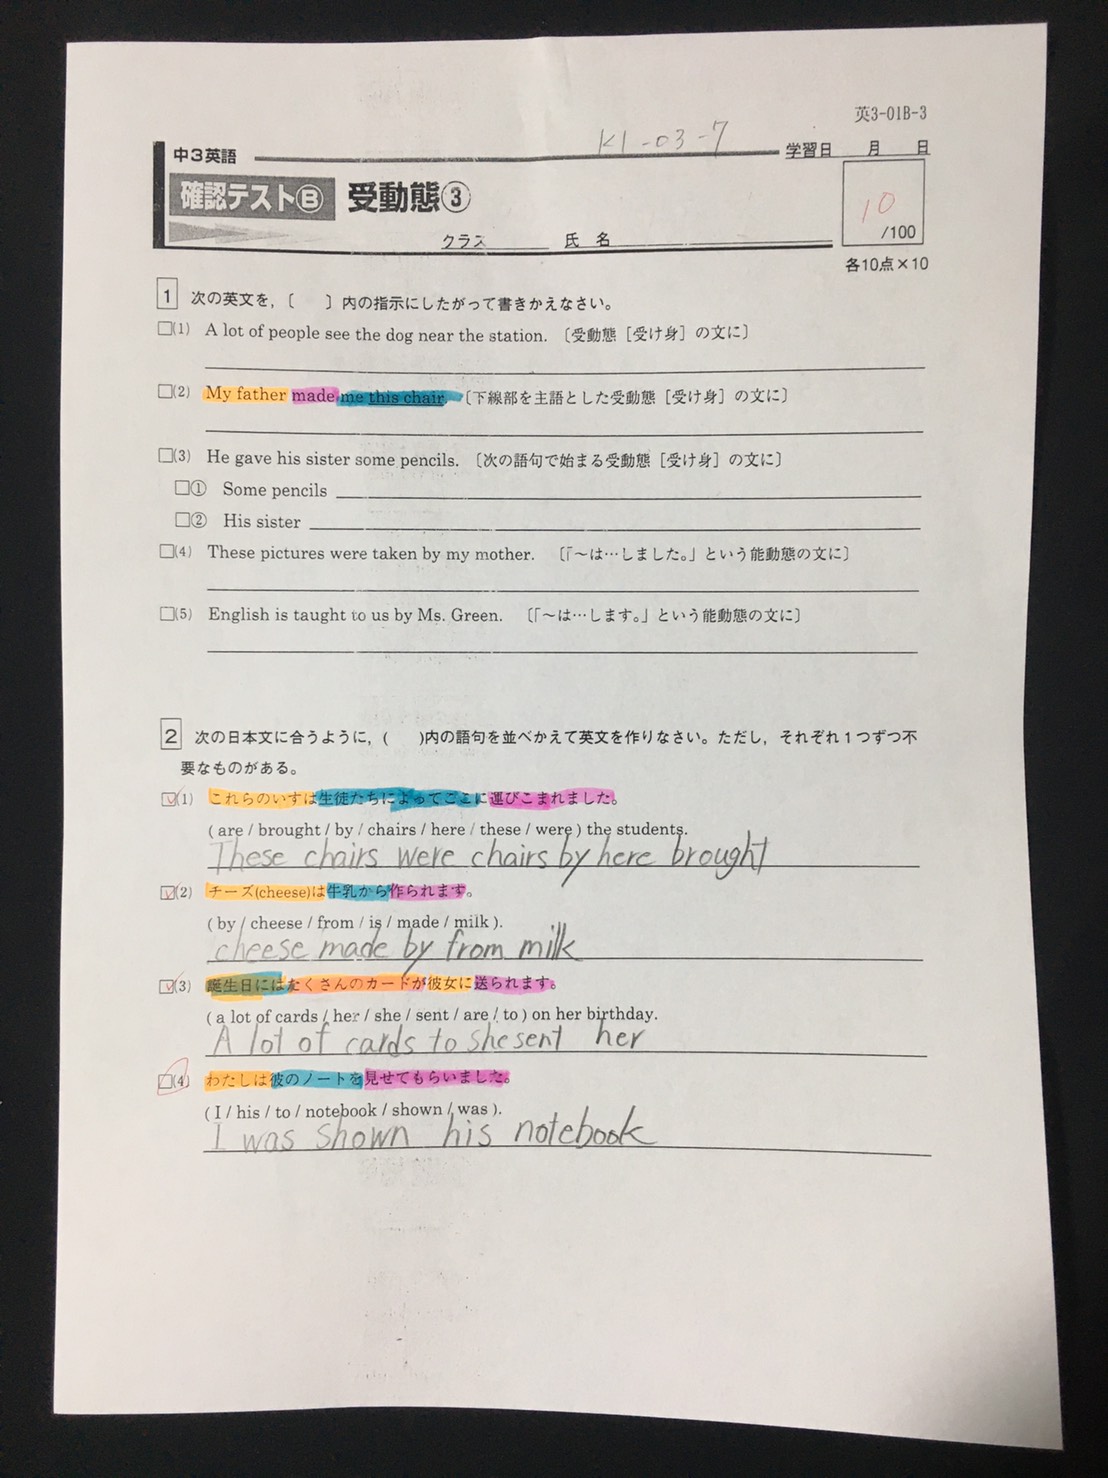 英3-01B-3
K1-03-7
中3英語 学習日 月 日
確認テストⒷ 受動態③
10
/100
クラス 氏 名
各10点×10
1 次の英文を,〔 〕内の指示にしたがって書きかえなさい。
□(1) A lot of people see the dog near the station. 〔受動態［受け身］の文に〕
□(2) My father made me this chair. 〔下線部を主語とした受動態［受け身］の文に〕
□(3) He gave his sister some pencils. 〔次の語句で始まる受動態［受け身］の文に〕
□① Some pencils
□② His sister
□(4) These pictures were taken by my mother. 〔「～は…しました。」という能動態の文に〕
□(5) English is taught to us by Ms. Green. 〔「～は…します。」という能動態の文に〕
2 次の日本文に合うように,( )内の語句を並べかえて英文を作りなさい。ただし,それぞれ1つずつ不
要なものがある。
□(1) これらのいすは生徒たちによってここに運びこまれました。
( are / brought / by / chairs / here / these / were ) the students.
These chairs were chairs by here brought
□(2) チーズ(cheese)は牛乳から作られます。
( by / cheese / from / is / made / milk ).
cheese made by from milk
□(3) 誕生日にはたくさんのカードが彼女に送られます。
( a lot of cards / her / she / sent / are / to ) on her birthday.
A lot of cards to she sent her
□(4) わたしは彼のノートを見せてもらいました。
( I / his / to / notebook / shown / was ).
I was shown his notebook